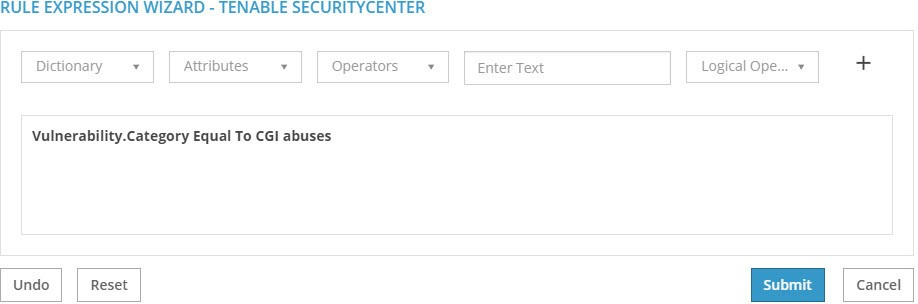 RULE EXPRESSION WIZARD - TENABLE SECURITYCENTER
Dictionary Attributes Operators Enter Text Logical Ope... +
Vulnerability.Category Equal To CGI abuses
Undo Reset Submit Cancel